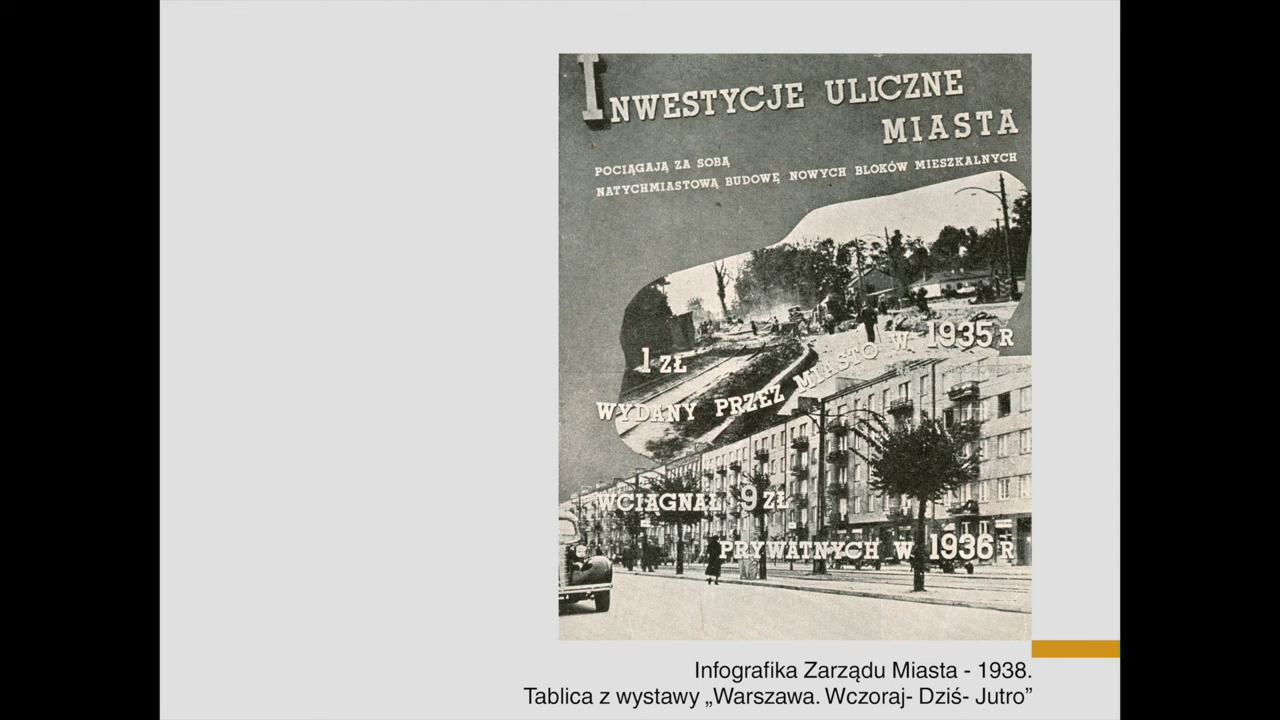 INWESTYCJE ULICZNE
MIASTA
POCIĄGAJĄ ZA SOBĄ
NATYCHMIASTOWĄ BUDOWĘ NOWYCH BLOKÓW MIESZKALNYCH
1 ZŁ
WYDANY PRZEZ MIASTO W 1935 R
WCIĄGNĄŁ 9 ZŁ
PRYWATNYCH W 1936 R
Infografika Zarządu Miasta - 1938.
Tablica z wystawy „Warszawa. Wczoraj- Dziś- Jutro”